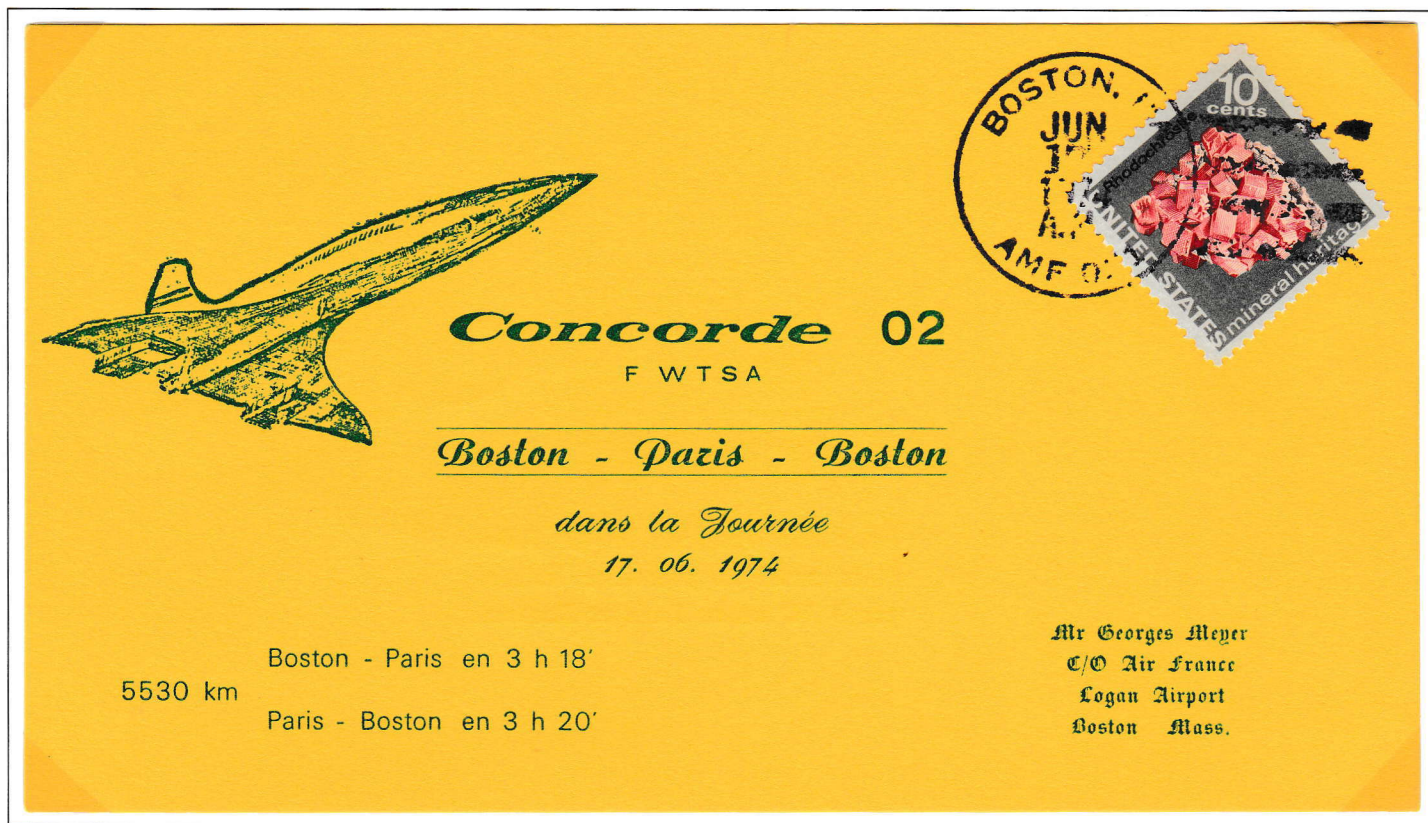 BOSTON,
JUN
AMF
10
cents
Rhodochrosite
UNITED STATES
mineral heritage
Concorde 02
F WTSA
Boston - Paris - Boston
dans la Journée
17. 06. 1974
Boston - Paris en 3 h 18'
5530 km
Paris - Boston en 3 h 20'
Mr Georges Meyer
C/O Air France
Logan Airport
Boston Mass.